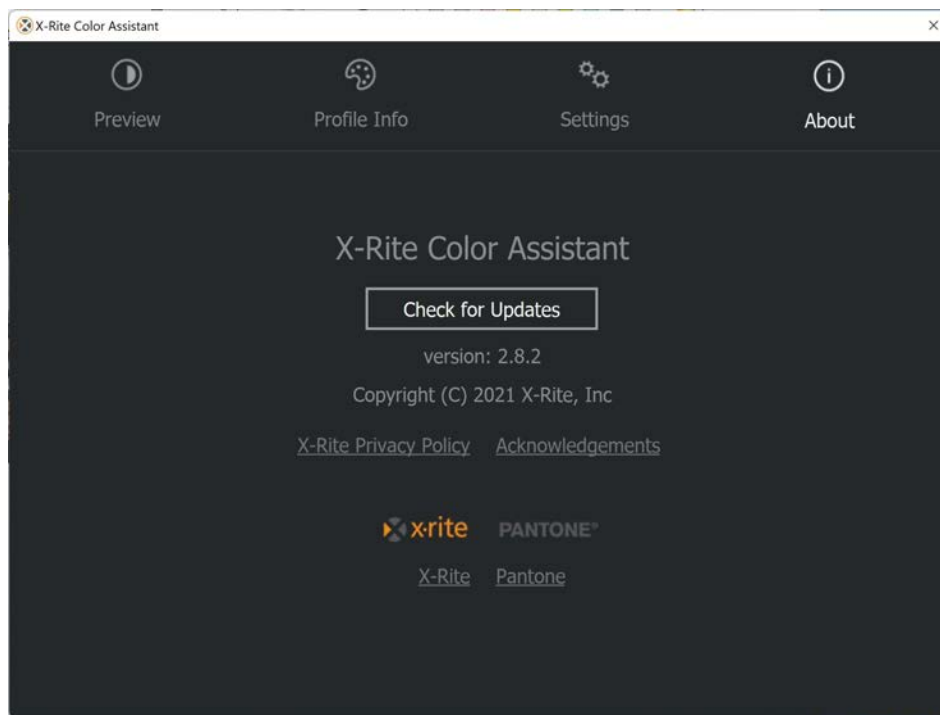 X-Rite Color Assistant
Preview Profile Info Settings About
X-Rite Color Assistant
Check for Updates
version: 2.8.2
Copyright (C) 2021 X-Rite, Inc
X-Rite Privacy Policy Acknowledgements
x·rite PANTONE®
X-Rite Pantone